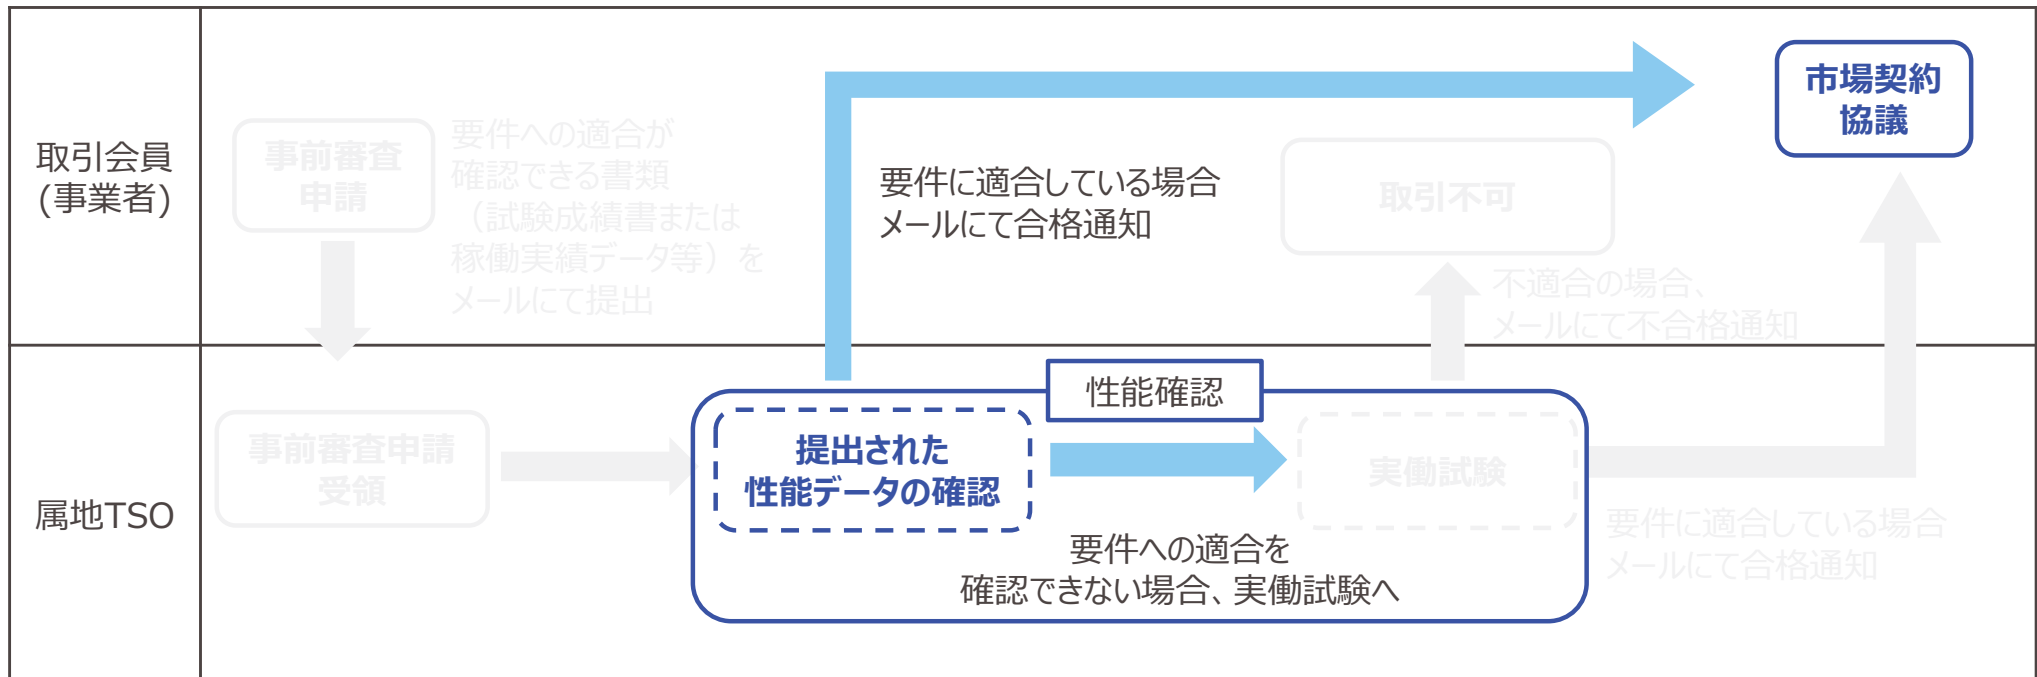 取引会員
(事業者)
事前審査
申請
要件への適合が
確認できる書類
（試験成績書または
稼働実績データ等）を
メールにて提出
要件に適合している場合
メールにて合格通知
取引不可
不適合の場合、
メールにて不合格通知
市場契約
協議
属地TSO
事前審査申請
受領
性能確認
提出された
性能データの確認
実働試験
要件への適合を
確認できない場合、実働試験へ
要件に適合している場合
メールにて合格通知